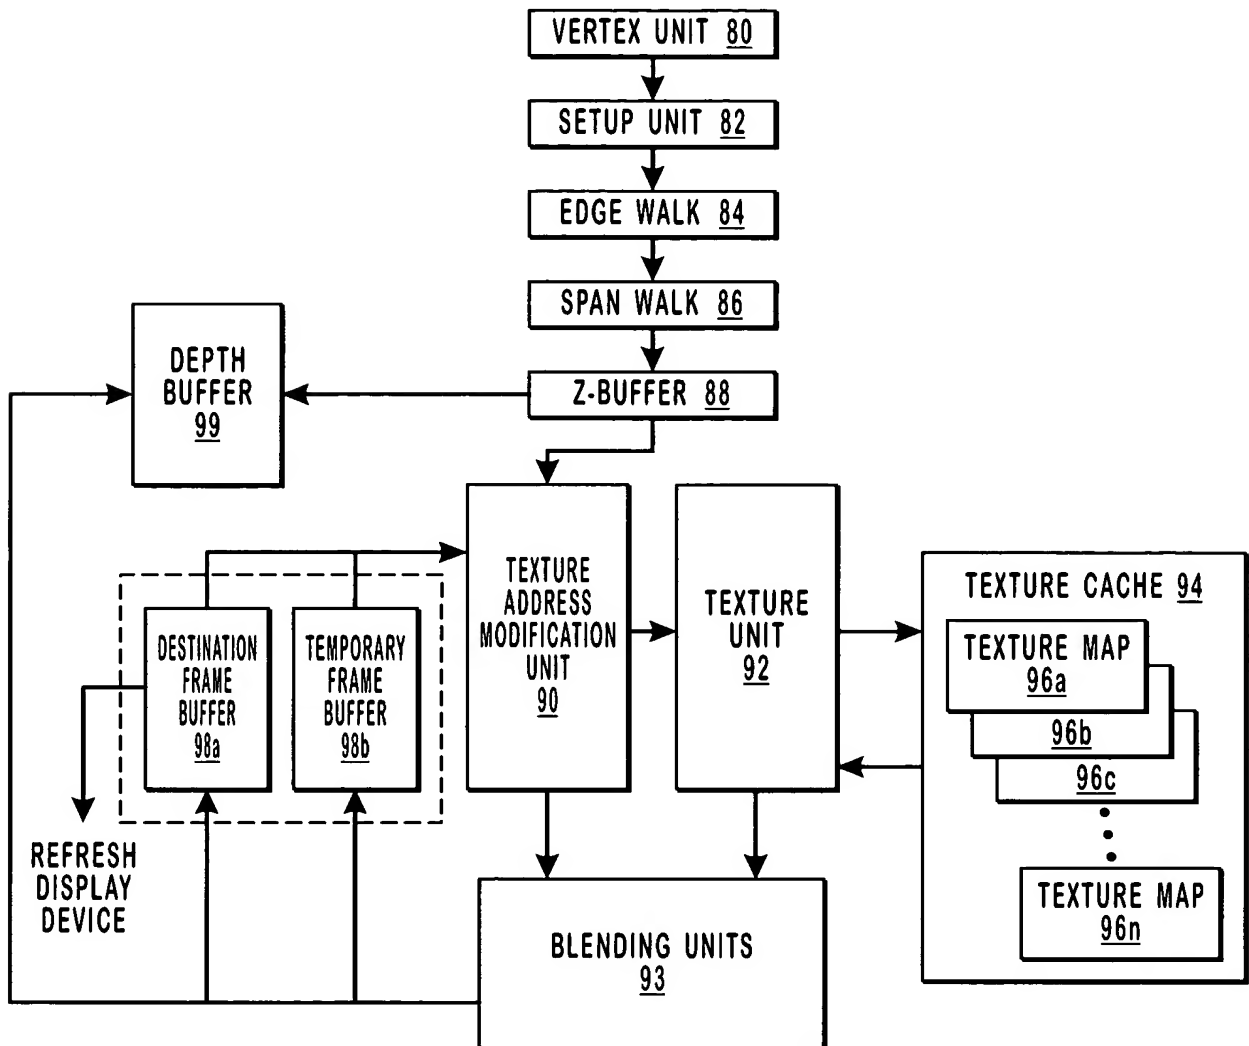 VERTEX UNIT 80
SETUP UNIT 82
EDGE WALK 84
SPAN WALK 86
Z-BUFFER 88
DEPTH
BUFFER
99
TEXTURE
ADDRESS
MODIFICATION
UNIT
90
TEXTURE
UNIT
92
TEXTURE CACHE 94
TEXTURE MAP
96a
96b
96c
TEXTURE MAP
96n
DESTINATION
FRAME
BUFFER
98a
TEMPORARY
FRAME
BUFFER
98b
REFRESH
DISPLAY
DEVICE
BLENDING UNITS
93